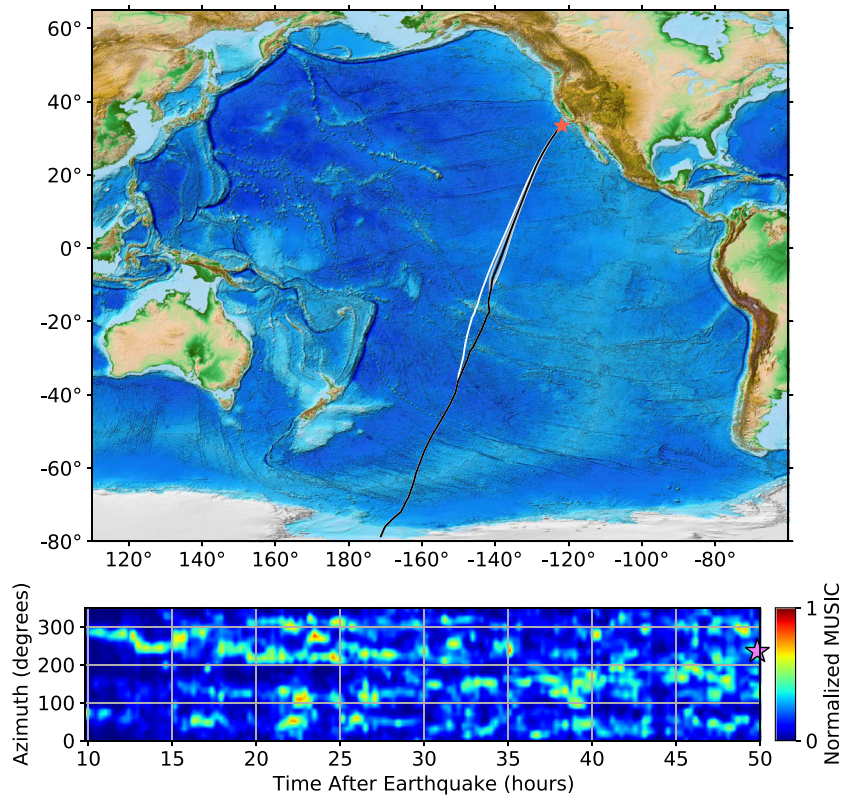 60°
40°
20°
0°
-20°
-40°
-60°
-80°
120° 140° 160° 180° -160° -140° -120° -100° -80°
Azimuth (degrees)
300
200
100
0
10 15 20 25 30 35 40 45 50
Time After Earthquake (hours)
1
0
Normalized MUSIC